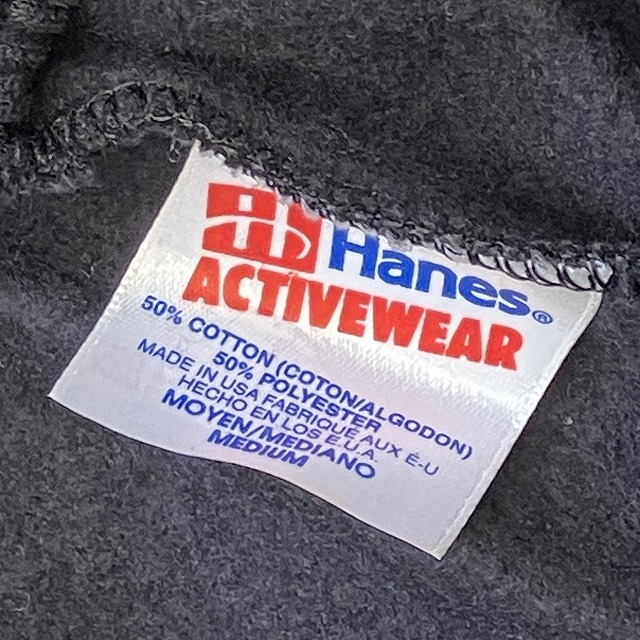 Hanes®
ACTIVEWEAR
50% COTTON (COTON/ALGODON)
50% POLYESTER
MADE IN USA FABRIQUÉ AUX É-U
HECHO EN LOS E.U.A.
MOYEN/MEDIANO
MEDIUM